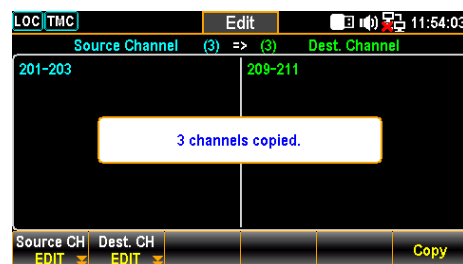 LOC TMC Edit 11:54:03
Source Channel (3) => (3) Dest. Channel
201-203 209-211
3 channels copied.
Source CH Dest. CH
EDIT EDIT Copy